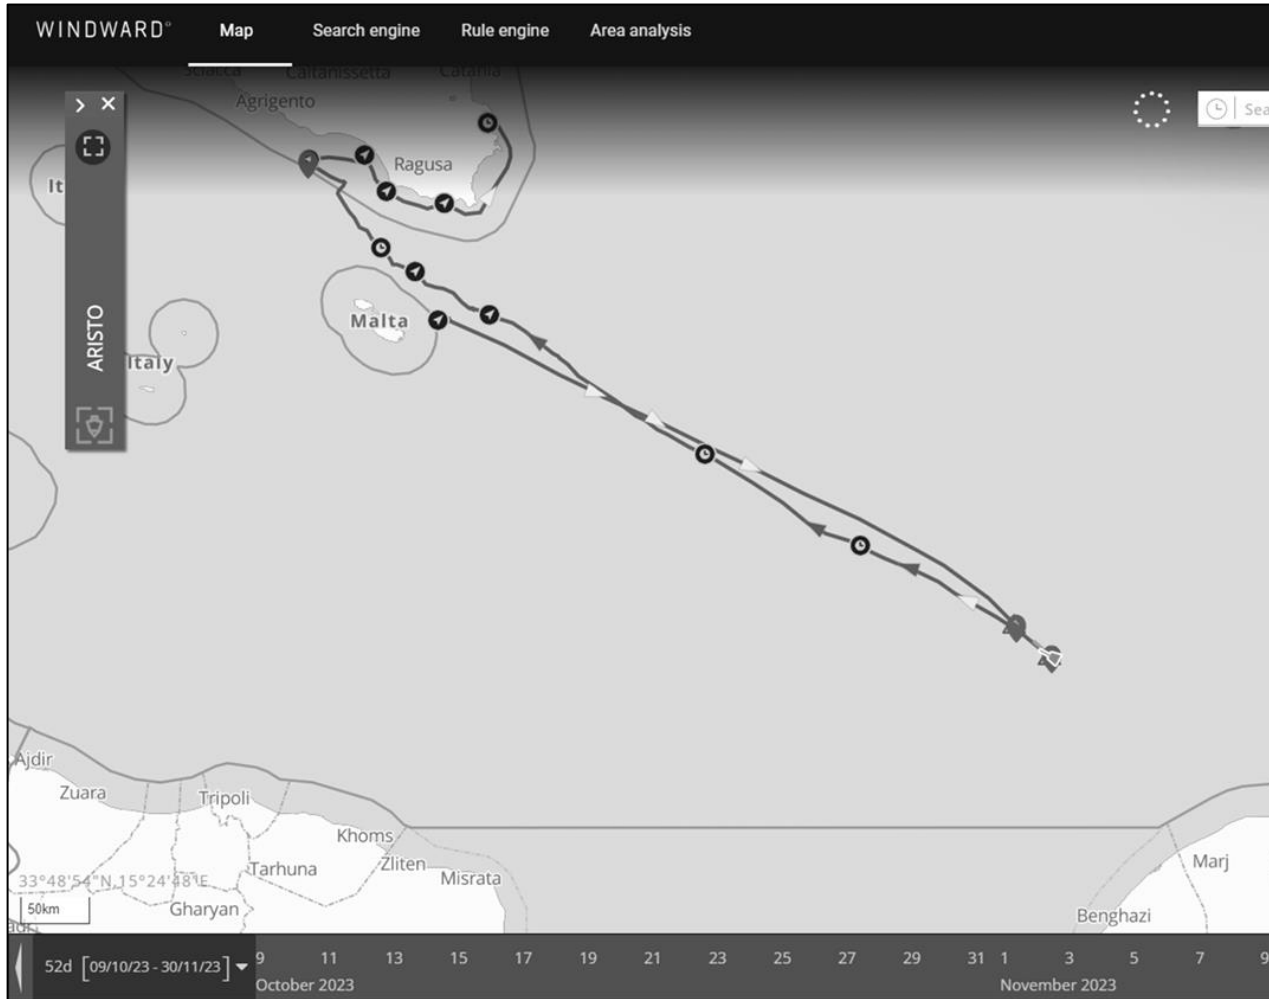 WINDWARD®
Map
Search engine
Rule engine
Area analysis
Sciacca
Caltanissetta
Catania
Agrigento
Ragusa
It
Malta
ARISTO
Italy
Ajdir
Zuara
Tripoli
Khoms
Tarhuna
Zliten
Misrata
Marj
33°48'54"N,15°24'48"E
50km
Gharyan
Benghazi
52d [09/10/23 - 30/11/23]
9 11 13 15 17 19 21 23 25 27 29 31 1 3 5 7 9
October 2023
November 2023